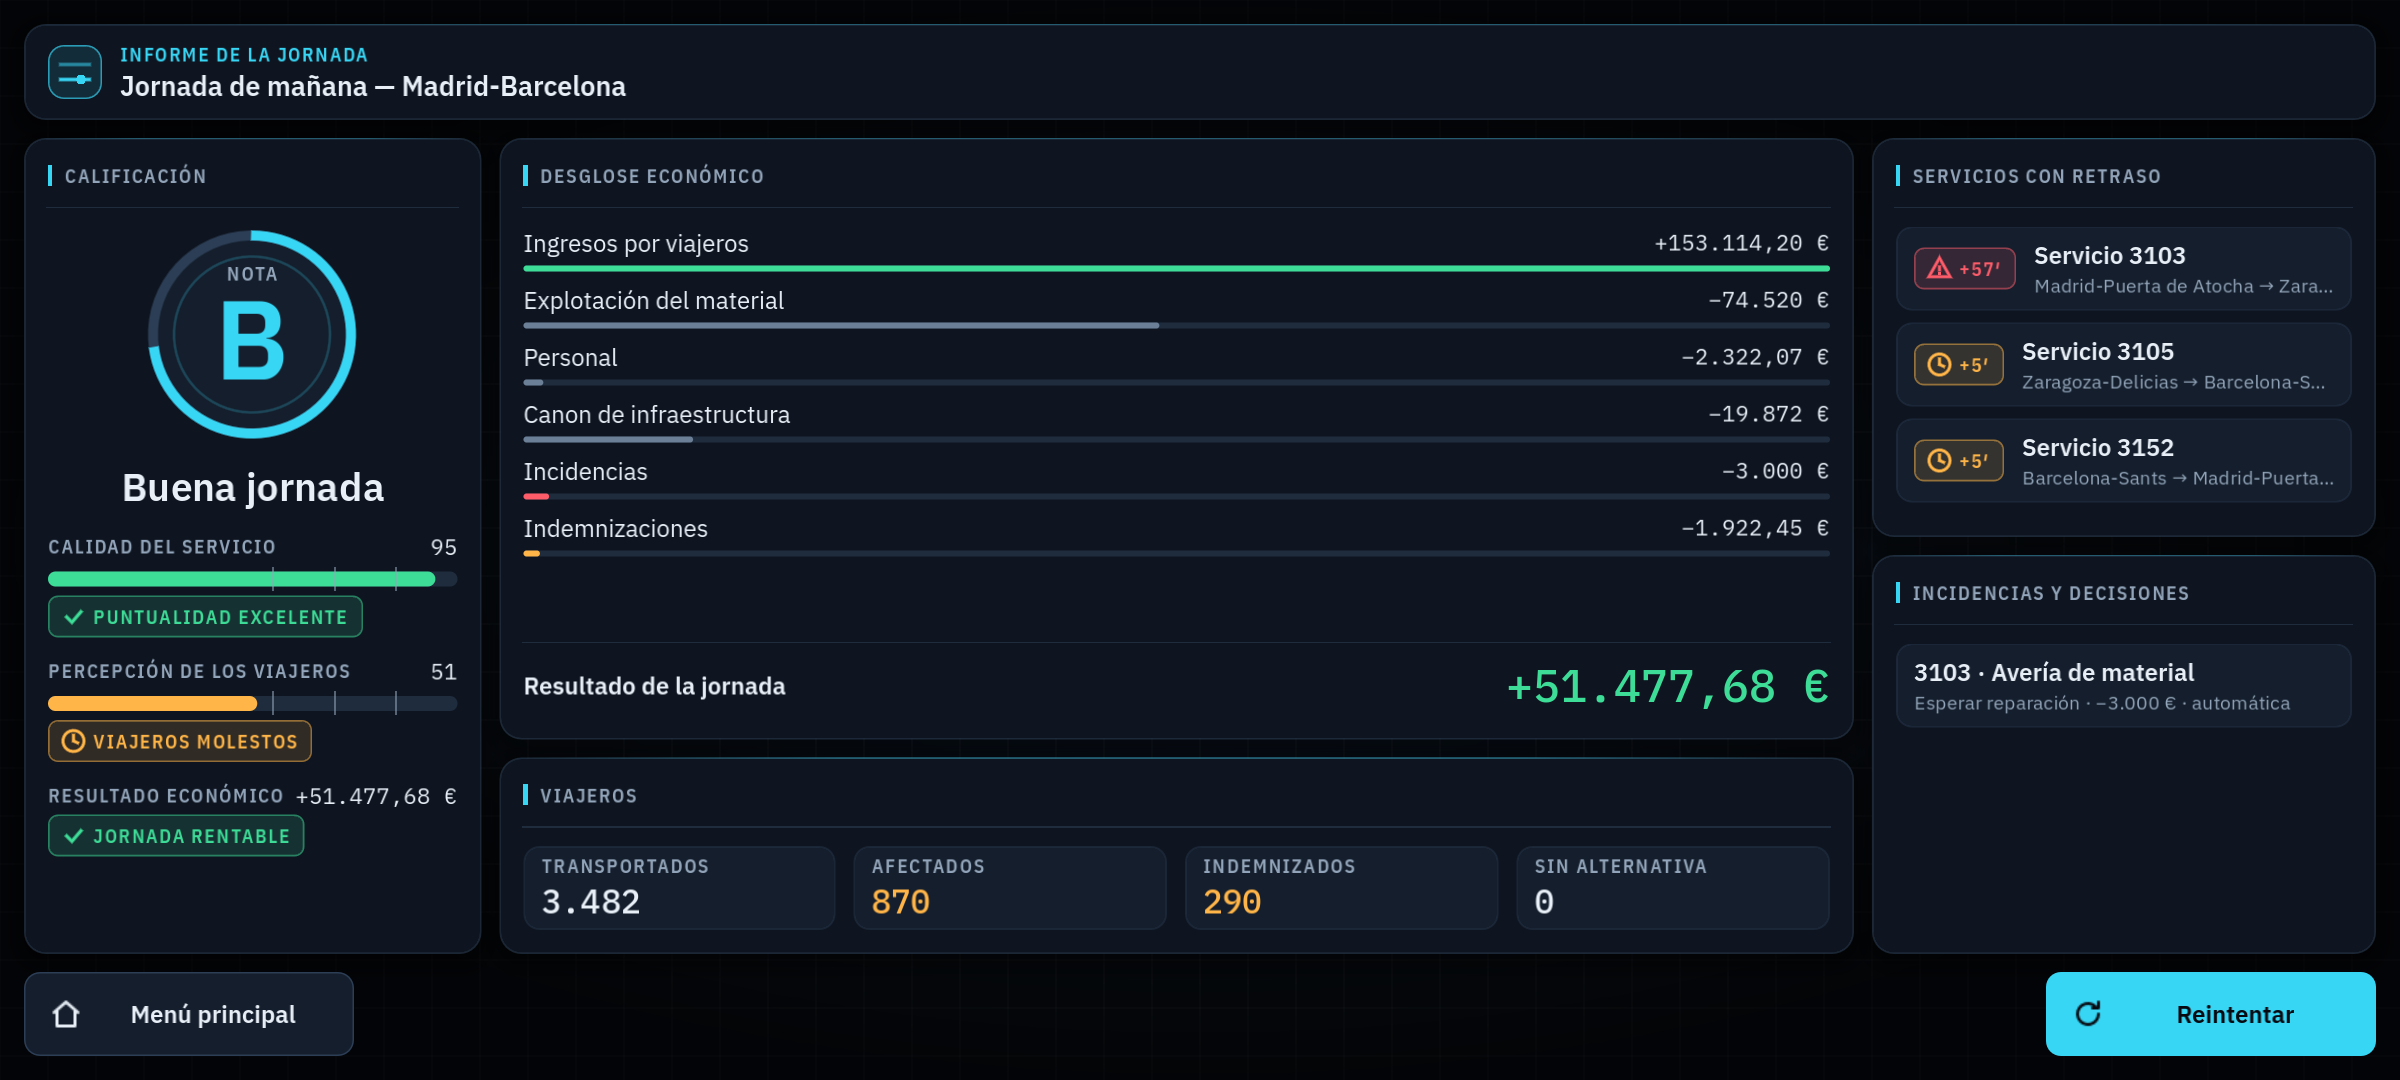 INFORME DE LA JORNADA
Jornada de mañana — Madrid-Barcelona
CALIFICACIÓN
NOTA
B
Buena jornada
CALIDAD DEL SERVICIO 95
PUNTUALIDAD EXCELENTE
PERCEPCIÓN DE LOS VIAJEROS 51
VIAJEROS MOLESTOS
RESULTADO ECONÓMICO +51.477,68 €
JORNADA RENTABLE
DESGLOSE ECONÓMICO
Ingresos por viajeros +153.114,20 €
Explotación del material −74.520 €
Personal −2.322,07 €
Canon de infraestructura −19.872 €
Incidencias −3.000 €
Indemnizaciones −1.922,45 €
Resultado de la jornada +51.477,68 €
VIAJEROS
TRANSPORTADOS
3.482
AFECTADOS
870
INDEMNIZADOS
290
SIN ALTERNATIVA
0
SERVICIOS CON RETRASO
+57′
Servicio 3103
Madrid-Puerta de Atocha → Zara…
+5′
Servicio 3105
Zaragoza-Delicias → Barcelona-S…
+5′
Servicio 3152
Barcelona-Sants → Madrid-Puerta…
INCIDENCIAS Y DECISIONES
3103 · Avería de material
Esperar reparación · −3.000 € · automática
Menú principal
Reintentar